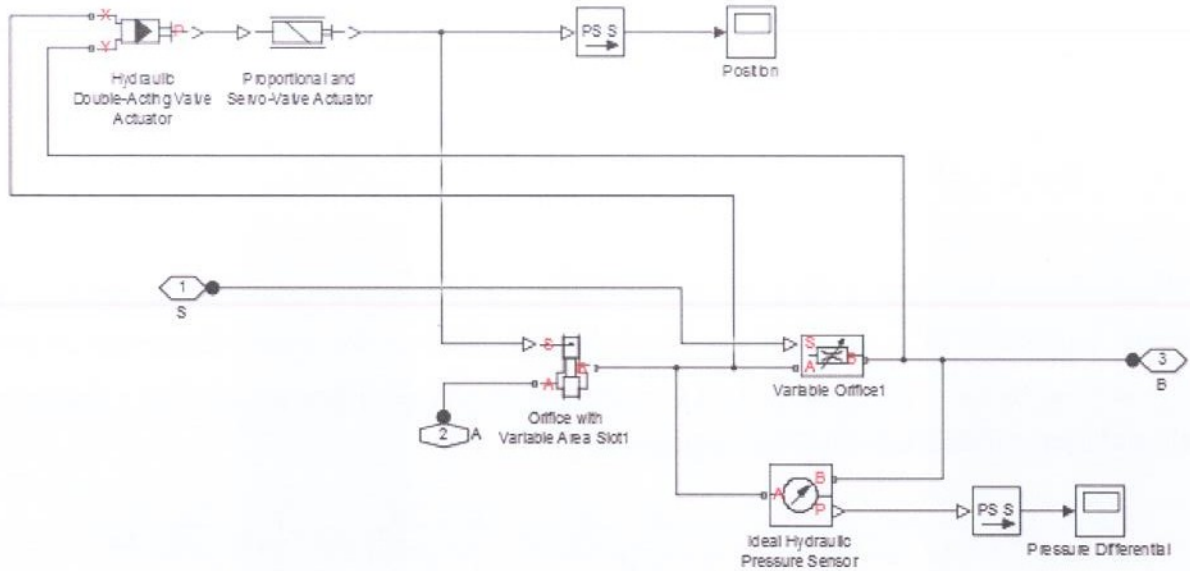 X
P
Y
PS S
Position
Hydraulic
Double-Acting Valve
Actuator
Proportional and
Servo-Valve Actuator
1
S
S
B
A
S
A
B
3
B
Variable Orifice1
2
A
Orifice with
Variable Area Slot1
B
A
P
PS S
Ideal Hydraulic
Pressure Sensor
Pressure Differential